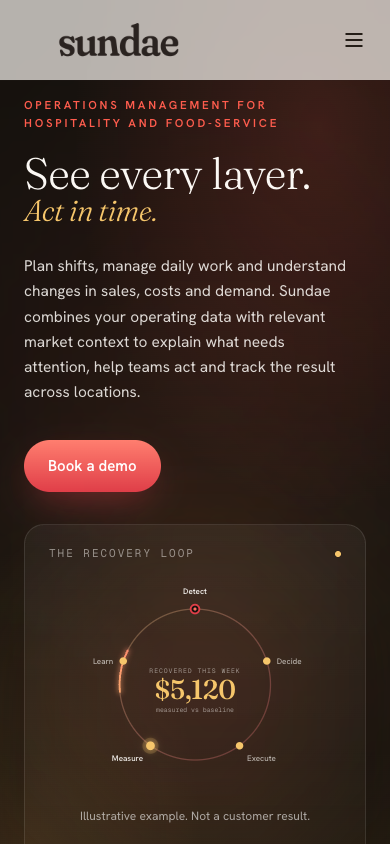 sundae
OPERATIONS MANAGEMENT FOR
HOSPITALITY AND FOOD-SERVICE
See every layer.
Act in time.
Plan shifts, manage daily work and understand
changes in sales, costs and demand. Sundae
combines your operating data with relevant
market context to explain what needs
attention, help teams act and track the result
across locations.
Book a demo
THE RECOVERY LOOP
Detect
Learn
Decide
RECOVERED THIS WEEK
$5,120
measured vs baseline
Measure
Execute
Illustrative example. Not a customer result.